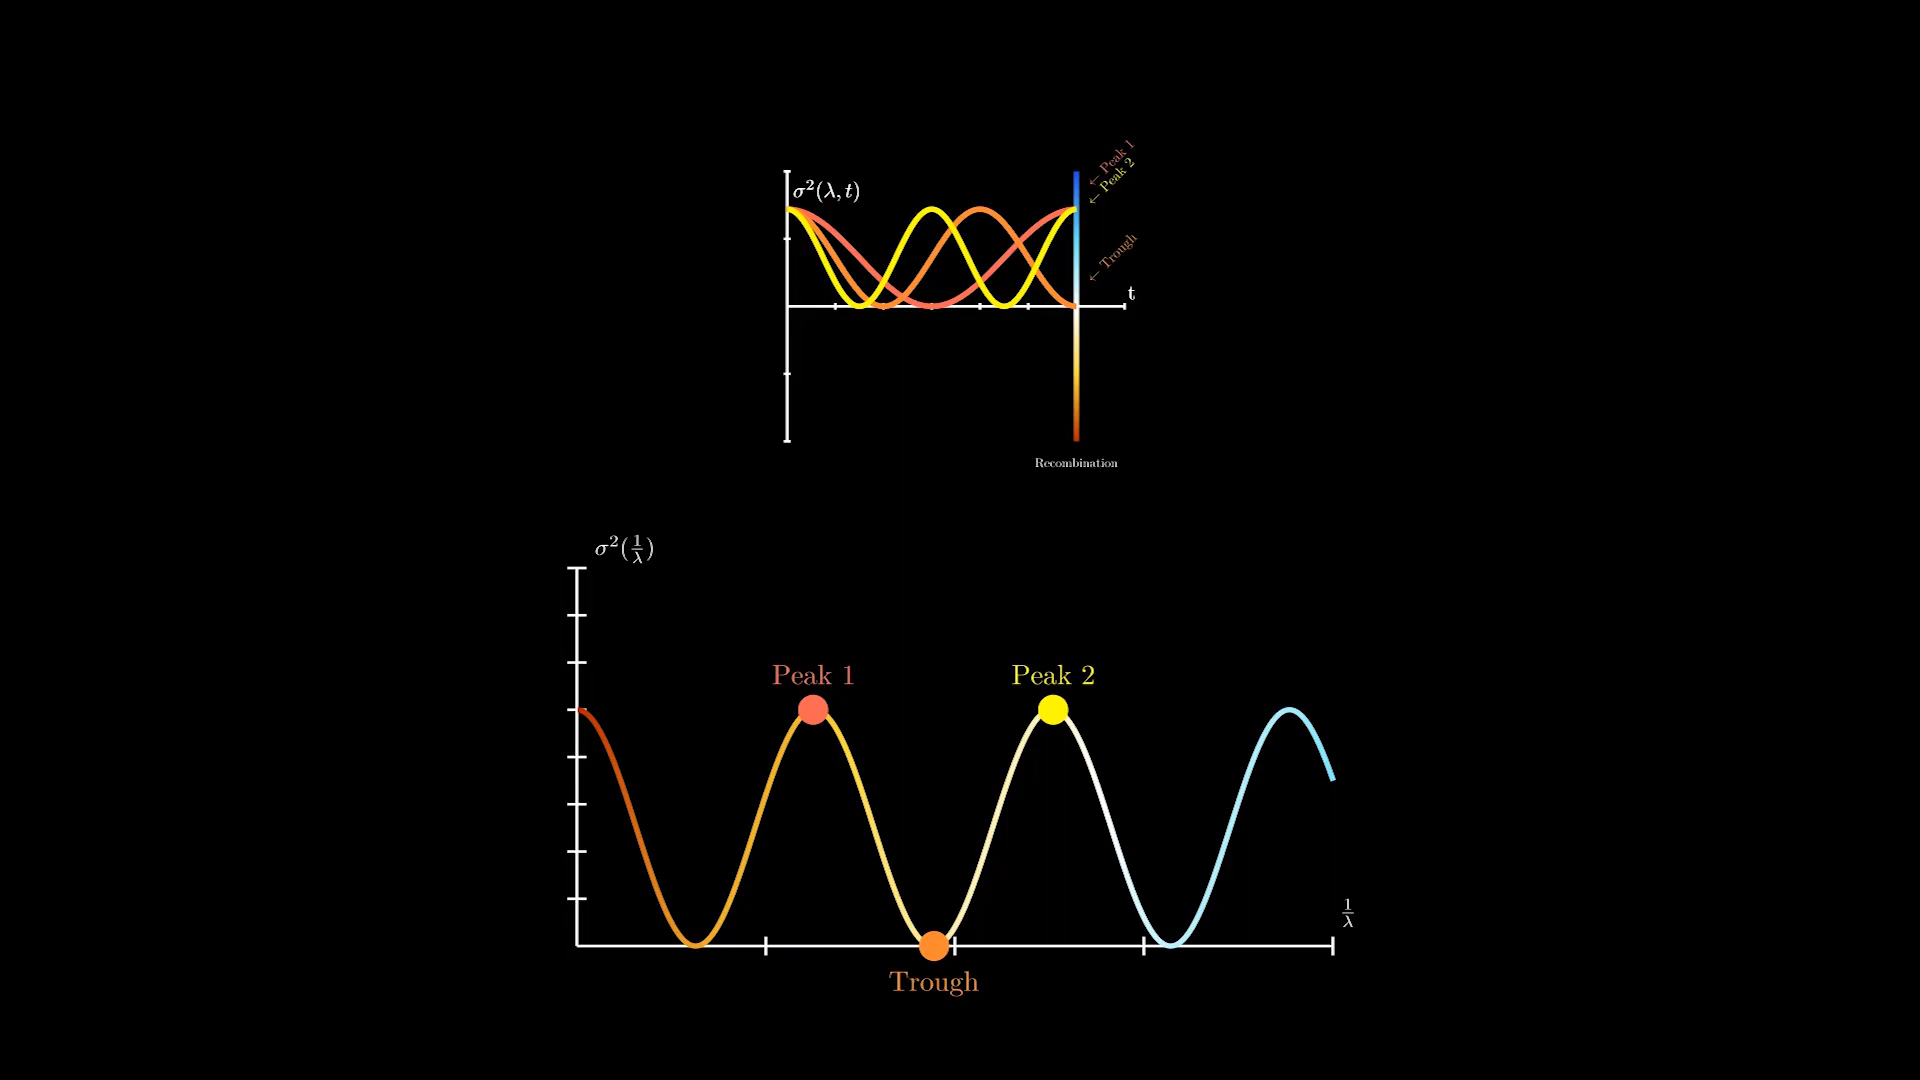 ← Peak 1
← Peak 2
σ²(λ, t)
← Trough
t
Recombination
σ²(1/λ)
Peak 1
Peak 2
1/λ
Trough